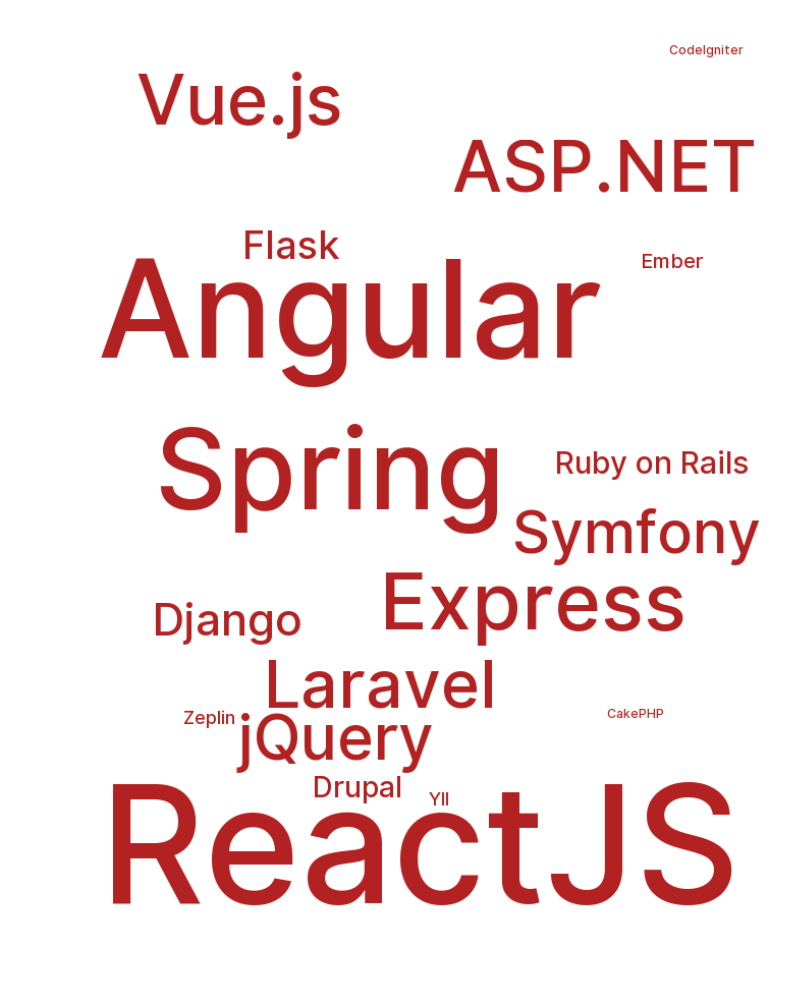 CodeIgniter
Vue.js
ASP.NET
Flask
Ember
Angular
Spring
Ruby on Rails
Symfony
Express
Django
Laravel
Zeplin
CakePHP
jQuery
Drupal
YII
ReactJS